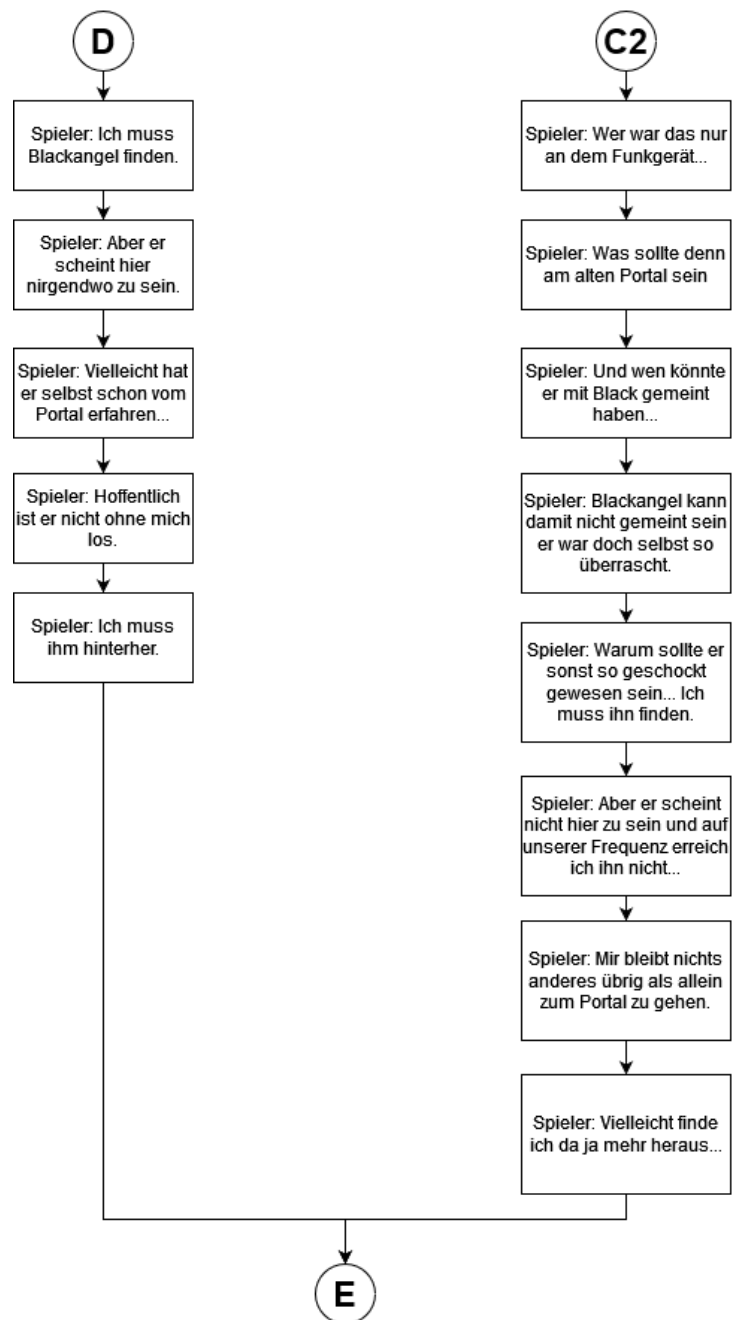 D
Spieler: Ich muss
Blackangel finden.
Spieler: Aber er
scheint hier
nirgendwo zu sein.
Spieler: Vielleicht hat
er selbst schon vom
Portal erfahren...
Spieler: Hoffentlich
ist er nicht ohne mich
los.
Spieler: Ich muss
ihm hinterher.
C2
Spieler: Wer war das nur
an dem Funkgerät...
Spieler: Was sollte denn
am alten Portal sein
Spieler: Und wen könnte
er mit Black gemeint
haben...
Spieler: Blackangel kann
damit nicht gemeint sein
er war doch selbst so
überrascht.
Spieler: Warum sollte er
sonst so geschockt
gewesen sein... Ich
muss ihn finden.
Spieler: Aber er scheint
nicht hier zu sein und auf
unserer Frequenz erreich
ich ihn nicht...
Spieler: Mir bleibt nichts
anderes übrig als allein
zum Portal zu gehen.
Spieler: Vielleicht finde
ich da ja mehr heraus...
E